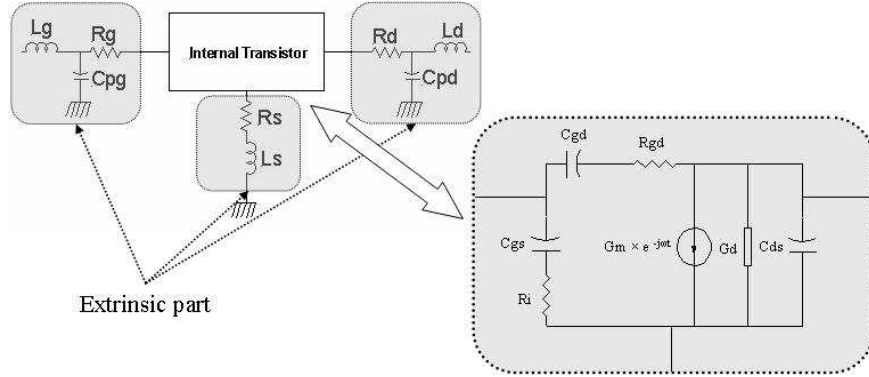 Lg
Rg
Cpg
Internal Transistor
Rd
Ld
Cpd
Rs
Ls
Extrinsic part
Cgd
Rgd
Cgs
Ri
Gm × e -jωτ
Gd
Cds